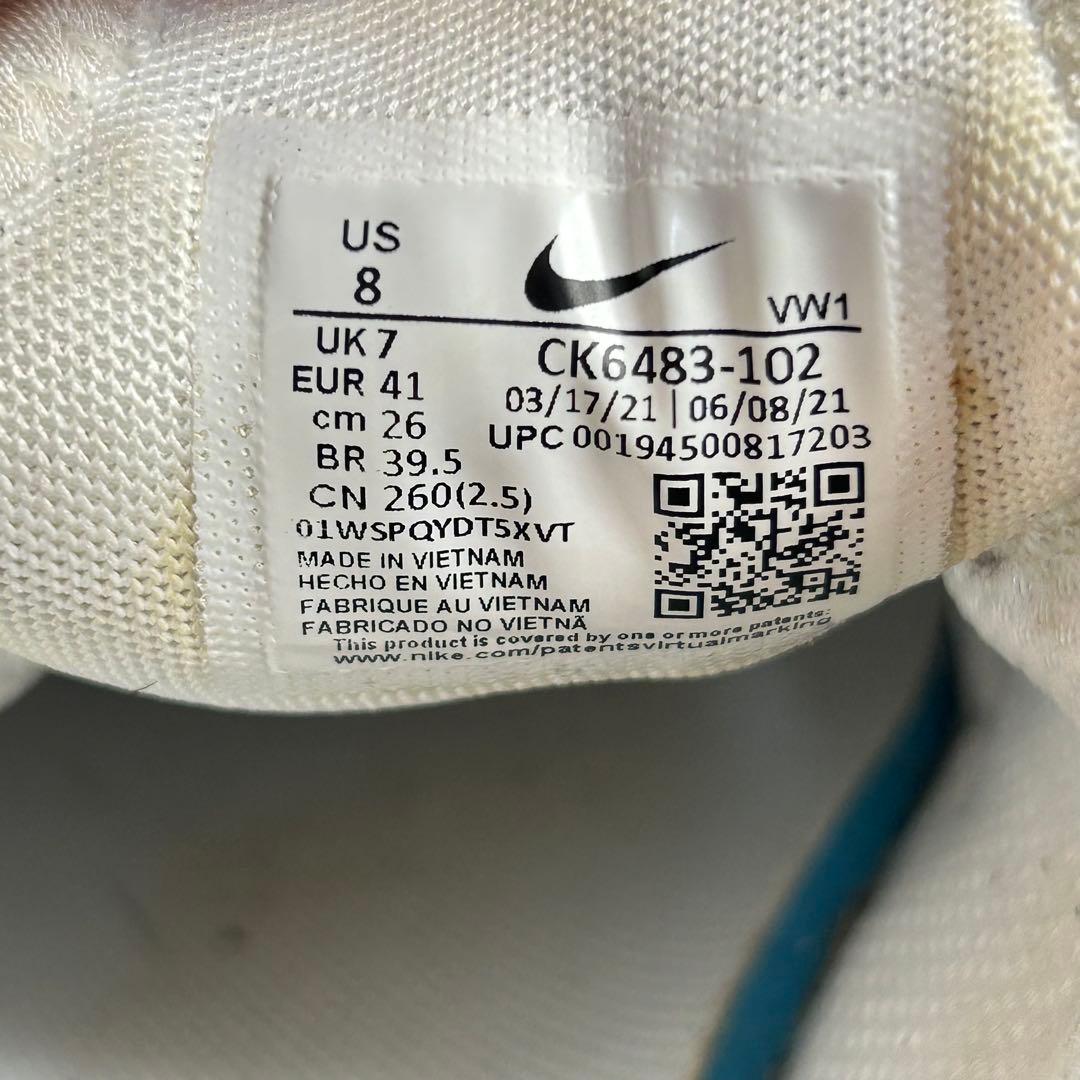 US
8
VW1
UK 7
CK6483-102
EUR 41
03/17/21 | 06/08/21
cm 26
UPC 00194500817203
BR 39.5
CN 260(2.5)
01WSPQYDT5XVT
MADE IN VIETNAM
HECHO EN VIETNAM
FABRIQUE AU VIETNAM
FABRICADO NO VIETNÃ
This product is covered by one or more patents:
www.nike.com/patentsvirtualmarking